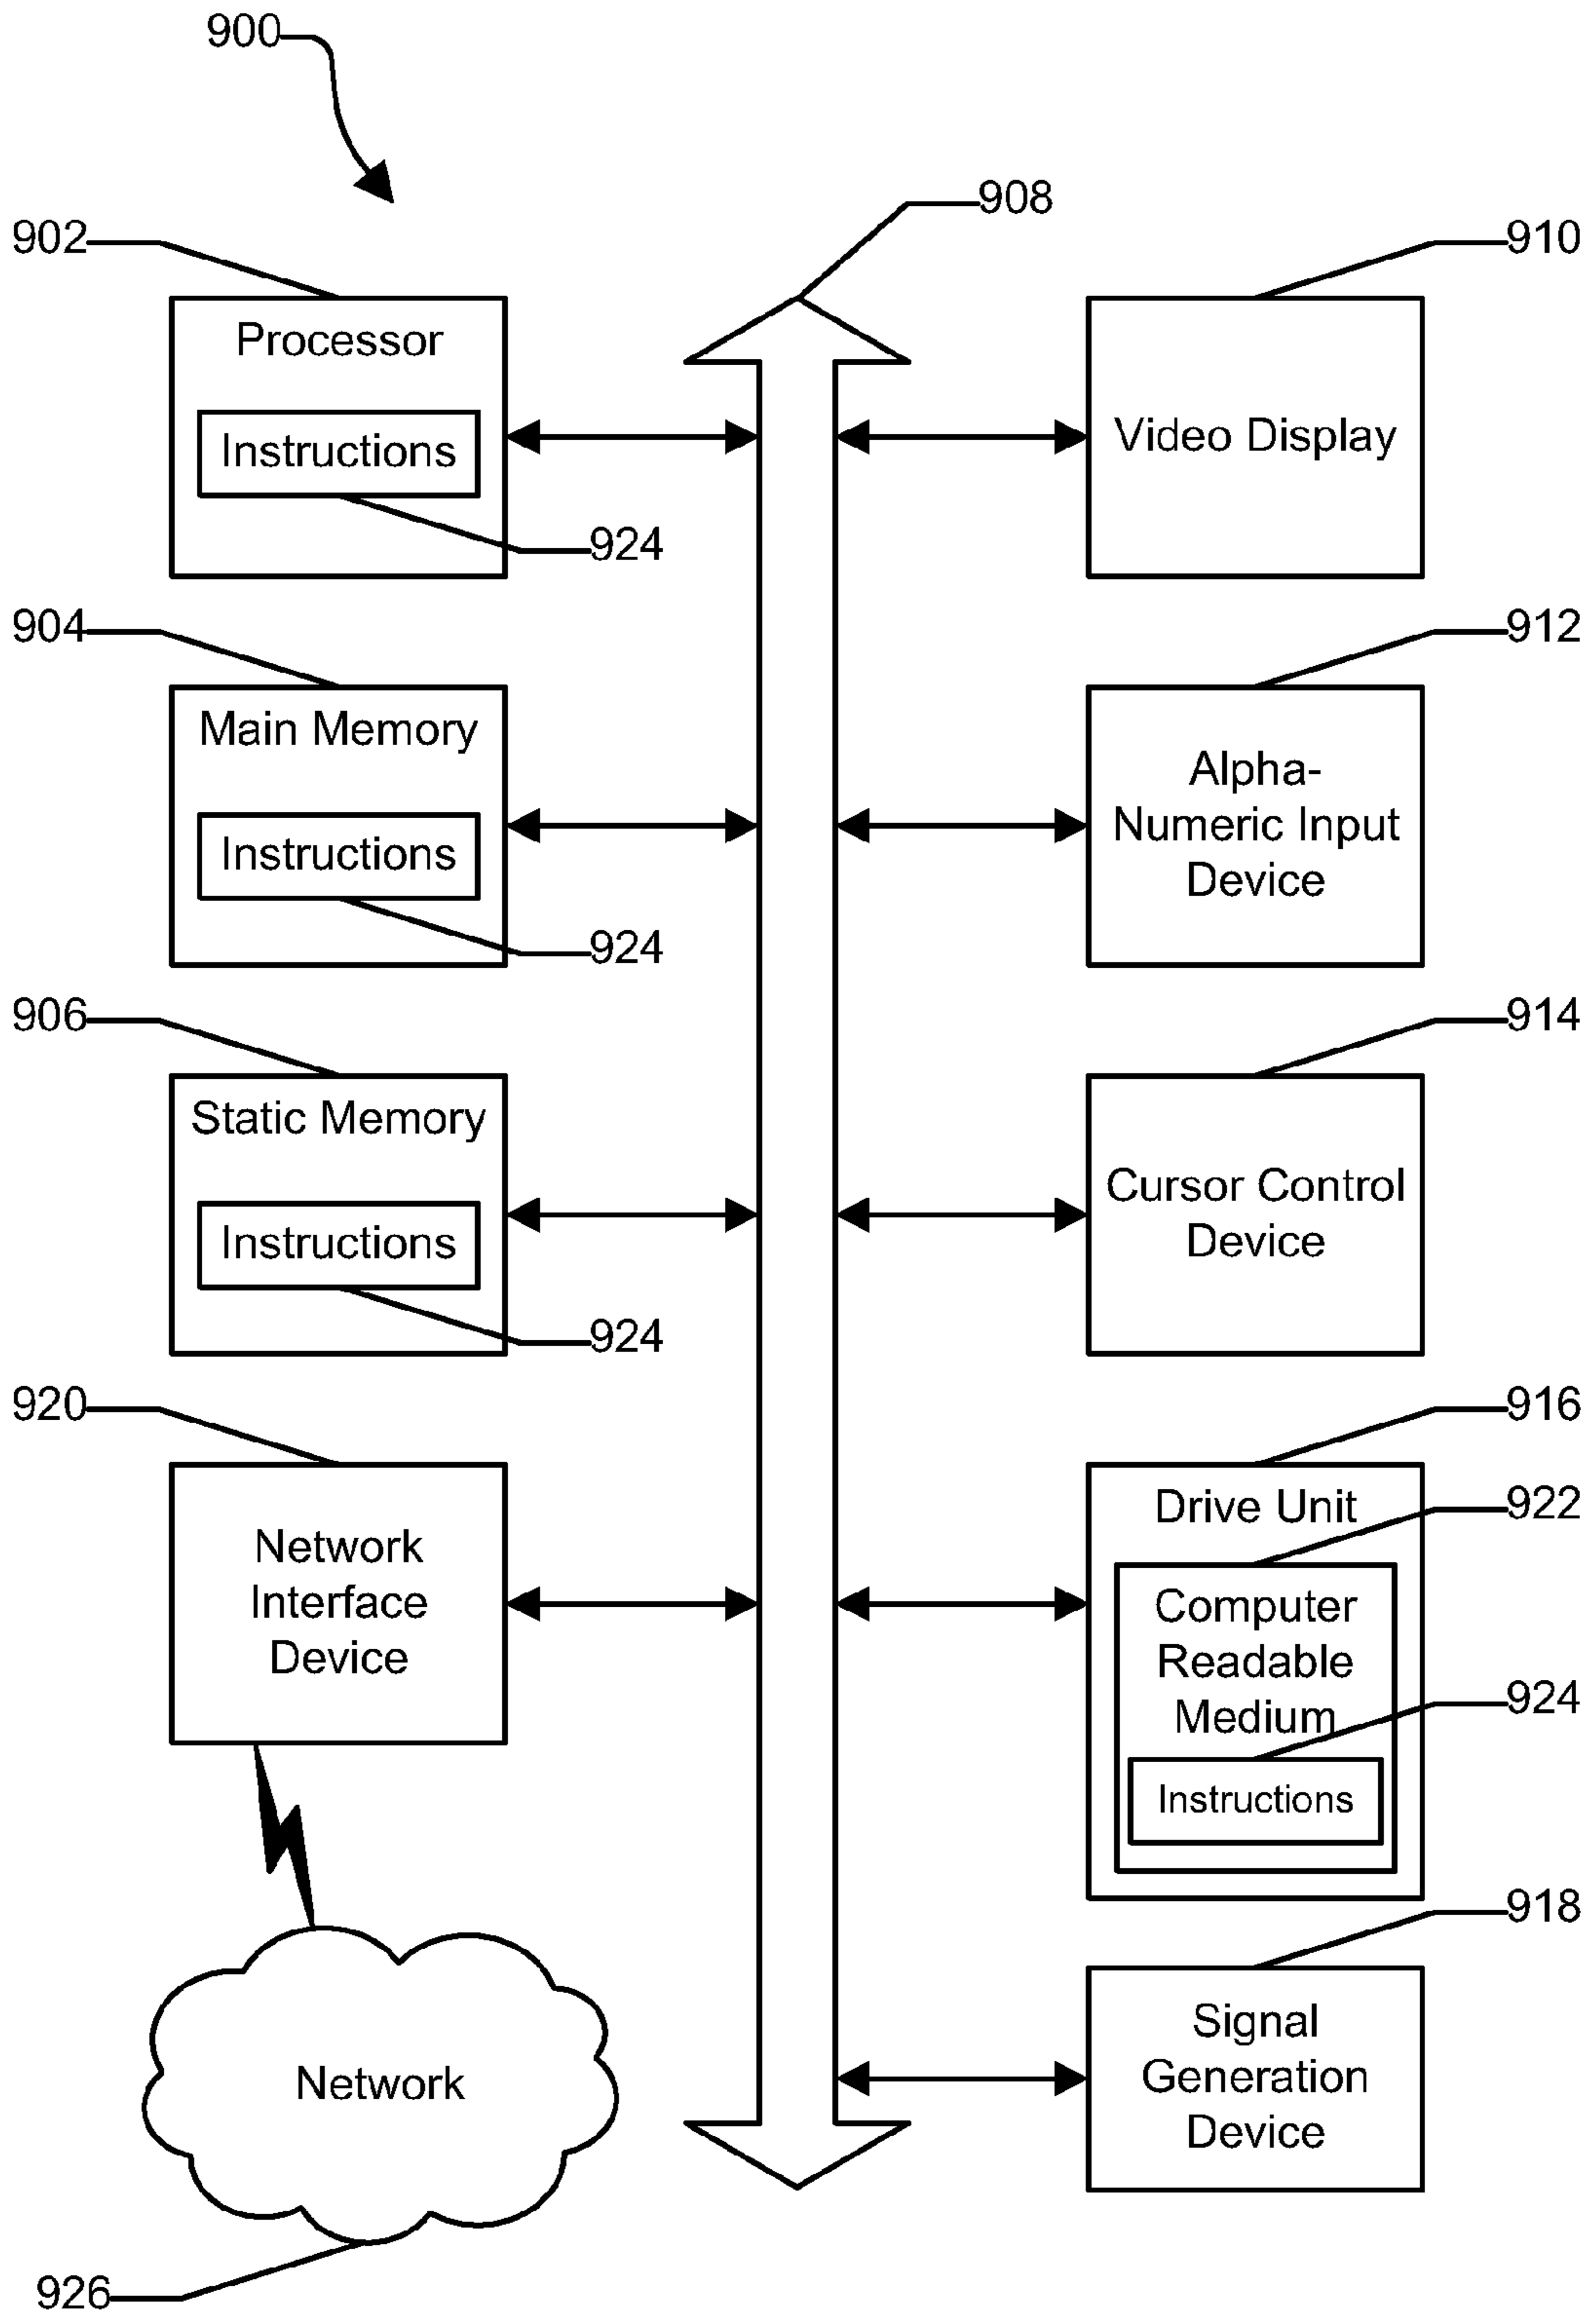 900
908
902
910
Processor
Instructions
924
Video Display
904
912
Main Memory
Instructions
924
Alpha-
Numeric Input
Device
906
914
Static Memory
Instructions
924
Cursor Control
Device
920
916
Network
Interface
Device
Drive Unit
922
Computer
Readable
Medium
924
Instructions
918
Signal
Generation
Device
Network
926